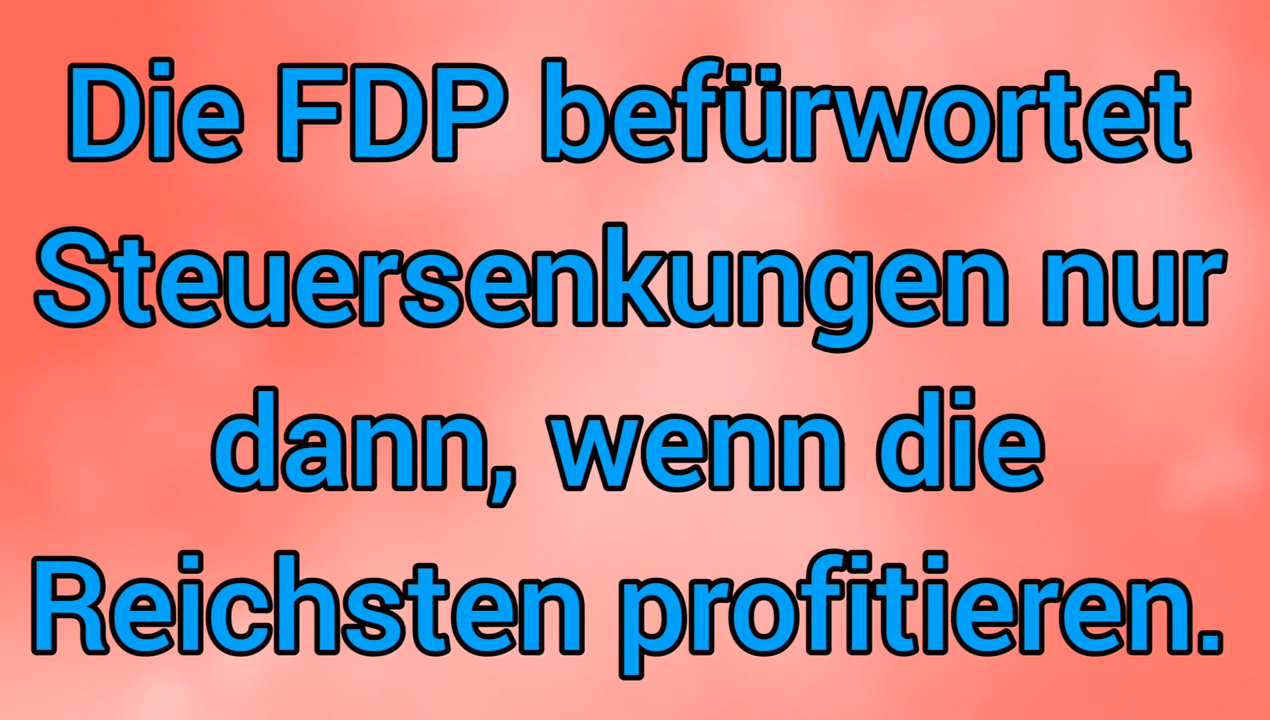 Die FDP befürwortet
Steuersenkungen nur
dann, wenn die
Reichsten profitieren.